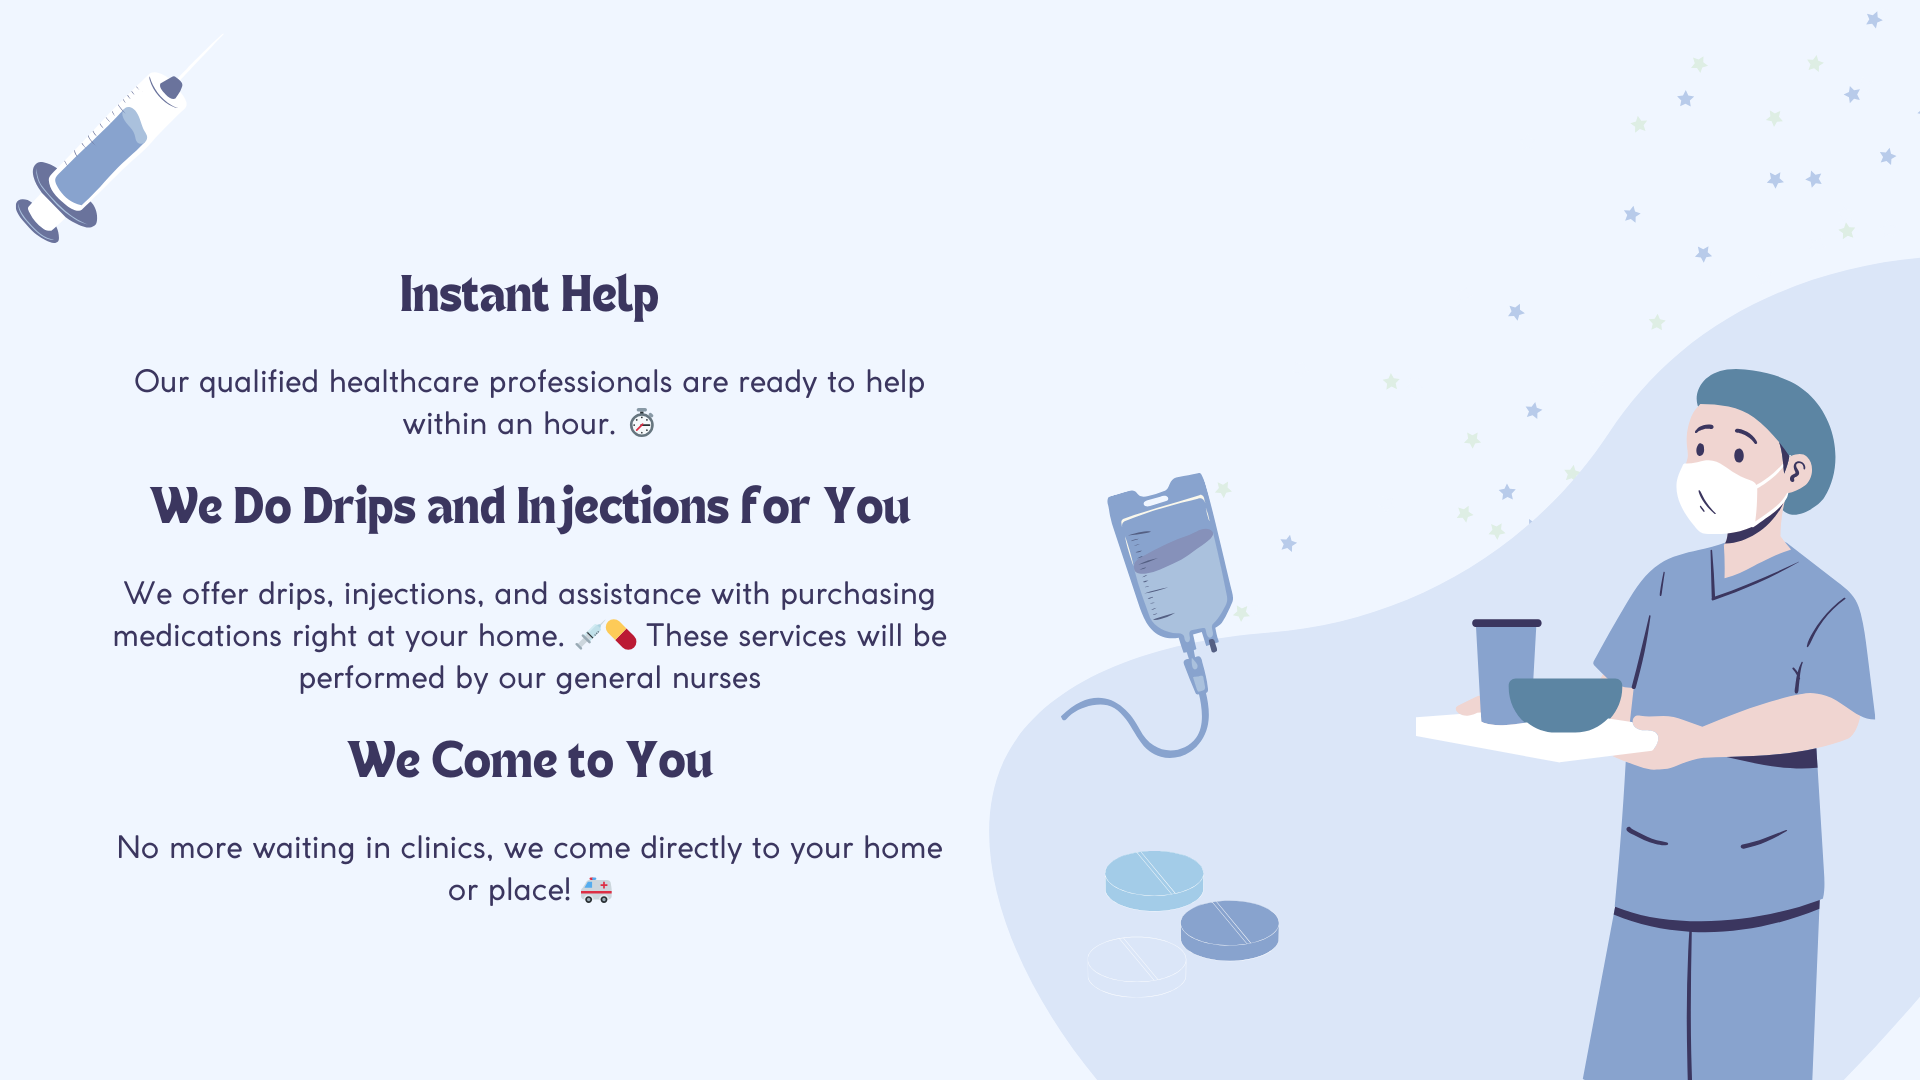 Instant Help
Our qualified healthcare professionals are ready to help
within an hour. ⏱
We Do Drips and Injections for You
We offer drips, injections, and assistance with purchasing
medications right at your home. 💉💊 These services will be
performed by our general nurses
We Come to You
No more waiting in clinics, we come directly to your home
or place! 🚑